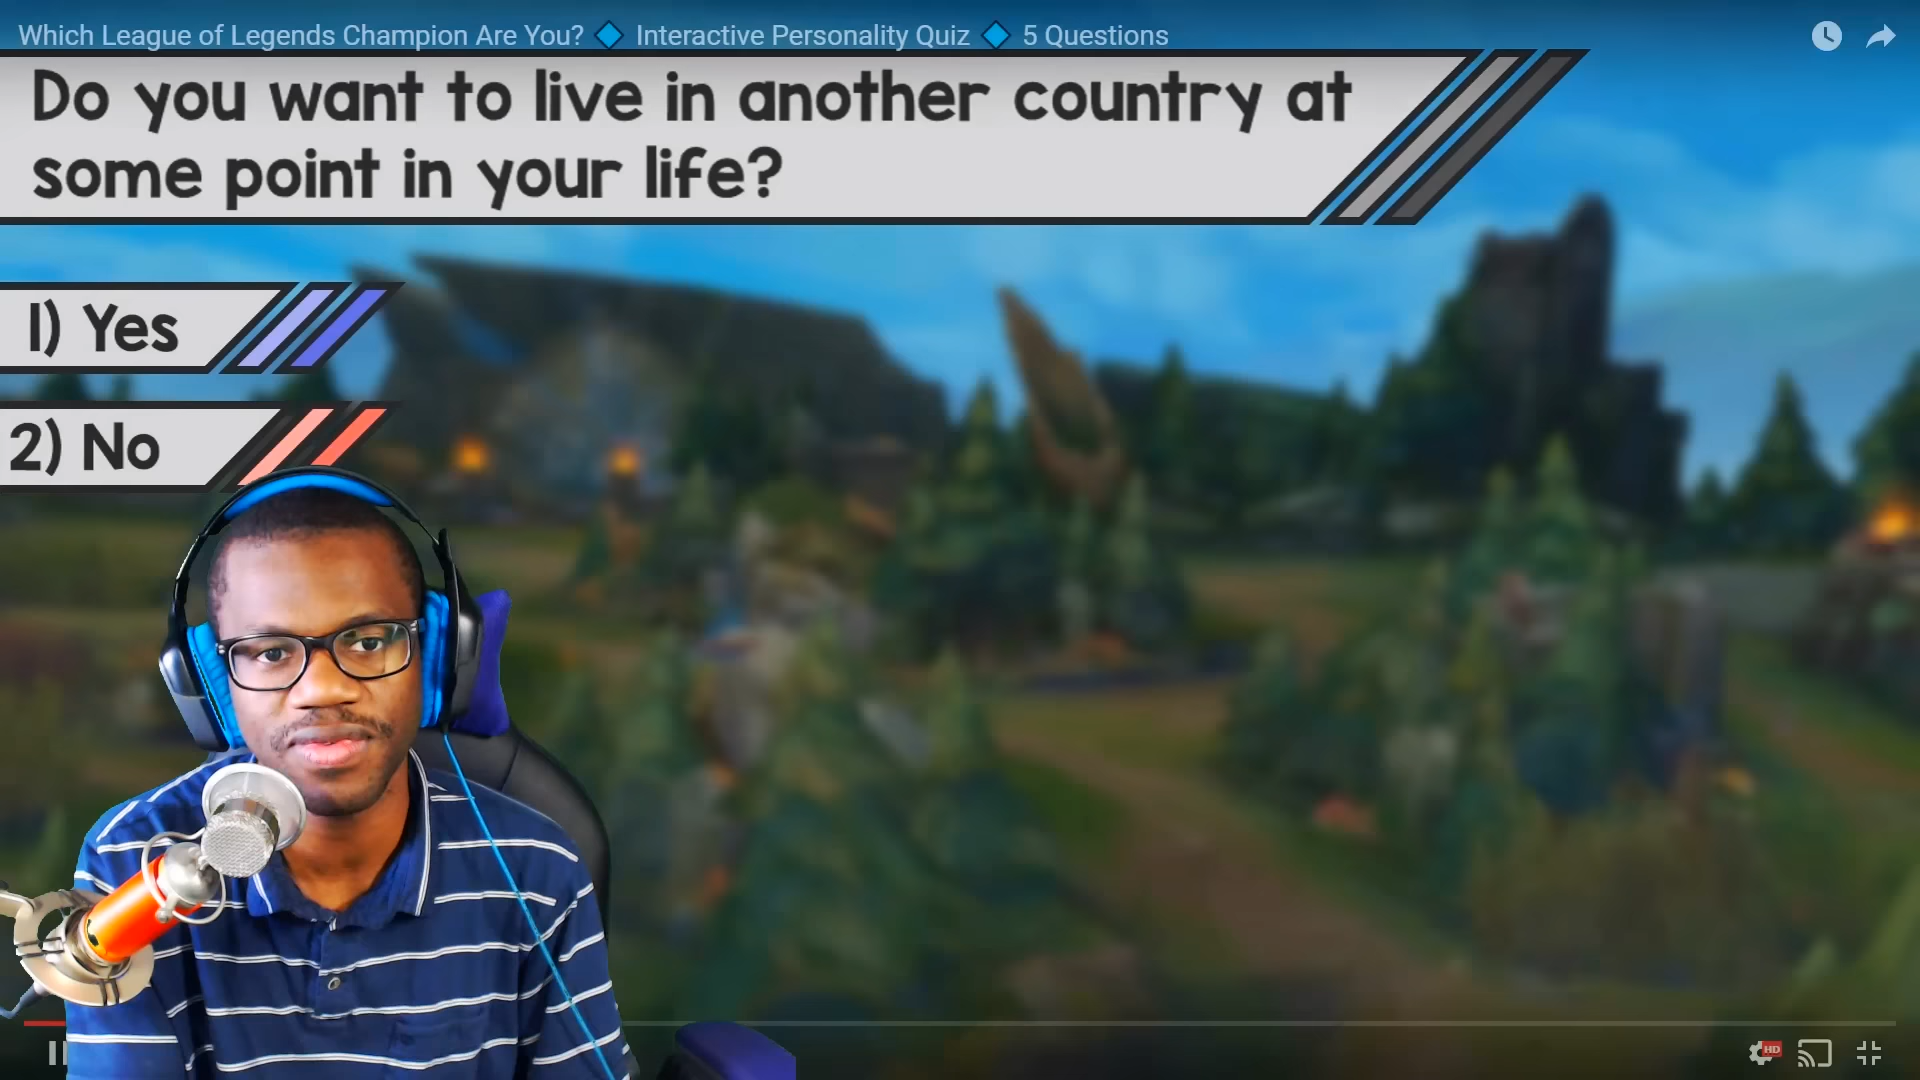 Which League of Legends Champion Are You? 🔷 Interactive Personality Quiz 🔷 5 Questions
Do you want to live in another country at
some point in your life?
1) Yes
2) No
HD